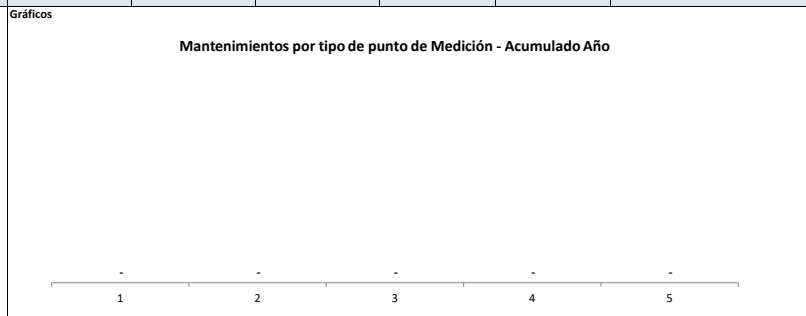 Gráficos
Mantenimientos por tipo de punto de Medición - Acumulado Año
- - - - -
1 2 3 4 5